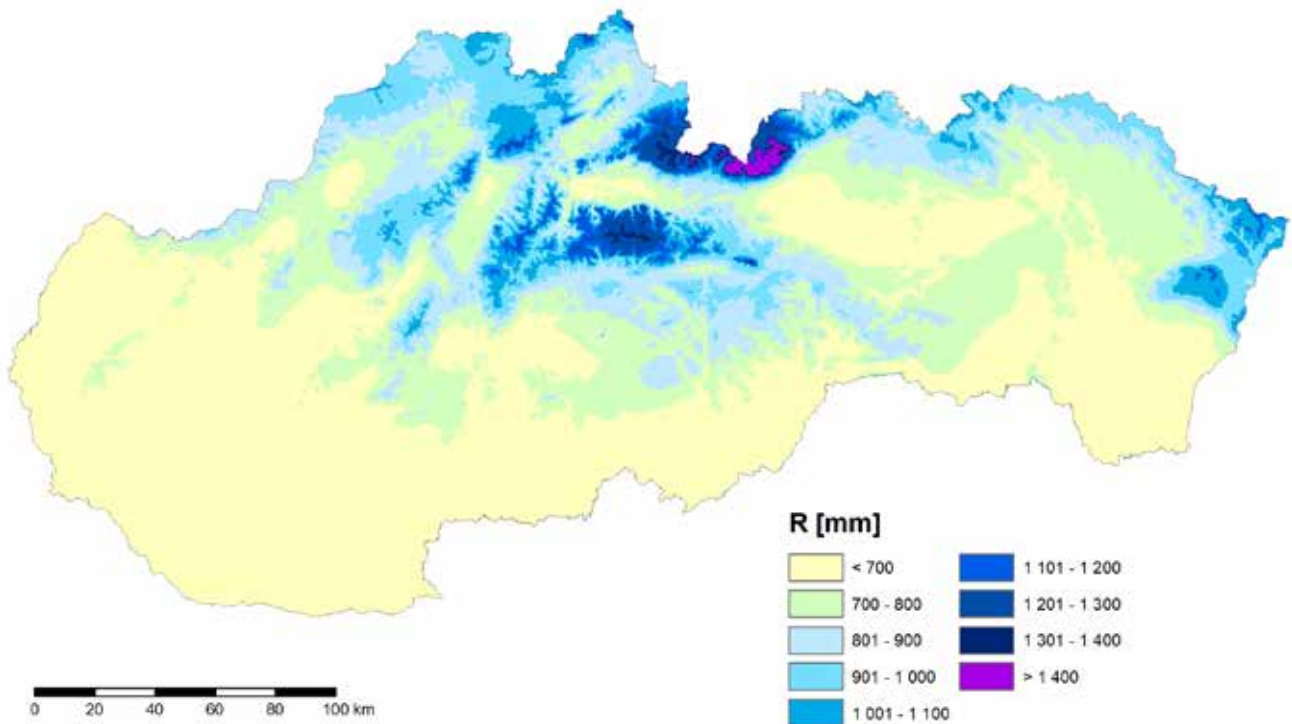 R [mm]
< 700
700 - 800
801 - 900
901 - 1 000
1 001 - 1 100
1 101 - 1 200
1 201 - 1 300
1 301 - 1 400
> 1 400
0 20 40 60 80 100 km